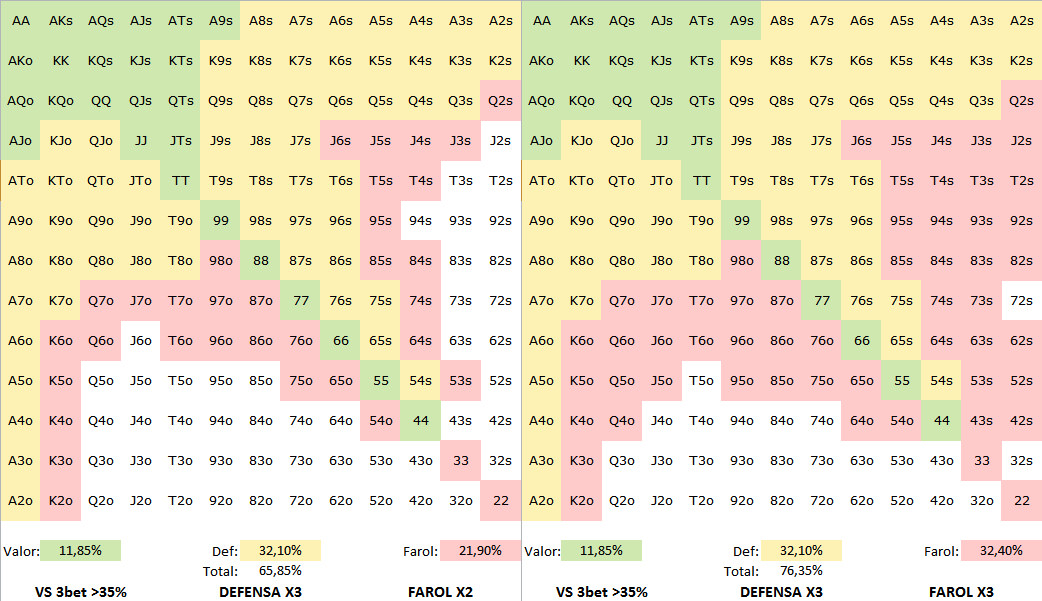 AA AKs AQs AJs ATs A9s A8s A7s A6s A5s A4s A3s A2s AA AKs AQs AJs ATs A9s A8s A7s A6s A5s A4s A3s A2s
AKo KK KQs KJs KTs K9s K8s K7s K6s K5s K4s K3s K2s AKo KK KQs KJs KTs K9s K8s K7s K6s K5s K4s K3s K2s
AQo KQo QQ QJs QTs Q9s Q8s Q7s Q6s Q5s Q4s Q3s Q2s AQo KQo QQ QJs QTs Q9s Q8s Q7s Q6s Q5s Q4s Q3s Q2s
AJo KJo QJo JJ JTs J9s J8s J7s J6s J5s J4s J3s J2s AJo KJo QJo JJ JTs J9s J8s J7s J6s J5s J4s J3s J2s
ATo KTo QTo JTo TT T9s T8s T7s T6s T5s T4s T3s T2s ATo KTo QTo JTo TT T9s T8s T7s T6s T5s T4s T3s T2s
A9o K9o Q9o J9o T9o 99 98s 97s 96s 95s 94s 93s 92s A9o K9o Q9o J9o T9o 99 98s 97s 96s 95s 94s 93s 92s
A8o K8o Q8o J8o T8o 98o 88 87s 86s 85s 84s 83s 82s A8o K8o Q8o J8o T8o 98o 88 87s 86s 85s 84s 83s 82s
A7o K7o Q7o J7o T7o 97o 87o 77 76s 75s 74s 73s 72s A7o K7o Q7o J7o T7o 97o 87o 77 76s 75s 74s 73s 72s
A6o K6o Q6o J6o T6o 96o 86o 76o 66 65s 64s 63s 62s A6o K6o Q6o J6o T6o 96o 86o 76o 66 65s 64s 63s 62s
A5o K5o Q5o J5o T5o 95o 85o 75o 65o 55 54s 53s 52s A5o K5o Q5o J5o T5o 95o 85o 75o 65o 55 54s 53s 52s
A4o K4o Q4o J4o T4o 94o 84o 74o 64o 54o 44 43s 42s A4o K4o Q4o J4o T4o 94o 84o 74o 64o 54o 44 43s 42s
A3o K3o Q3o J3o T3o 93o 83o 73o 63o 53o 43o 33 32s A3o K3o Q3o J3o T3o 93o 83o 73o 63o 53o 43o 33 32s
A2o K2o Q2o J2o T2o 92o 82o 72o 62o 52o 42o 32o 22 A2o K2o Q2o J2o T2o 92o 82o 72o 62o 52o 42o 32o 22
Valor: 11,85% Def: 32,10% Farol: 21,90% Valor: 11,85% Def: 32,10% Farol: 32,40%
Total: 65,85% Total: 76,35%
VS 3bet >35% DEFENSA X3 FAROL X2 VS 3bet >35% DEFENSA X3 FAROL X3